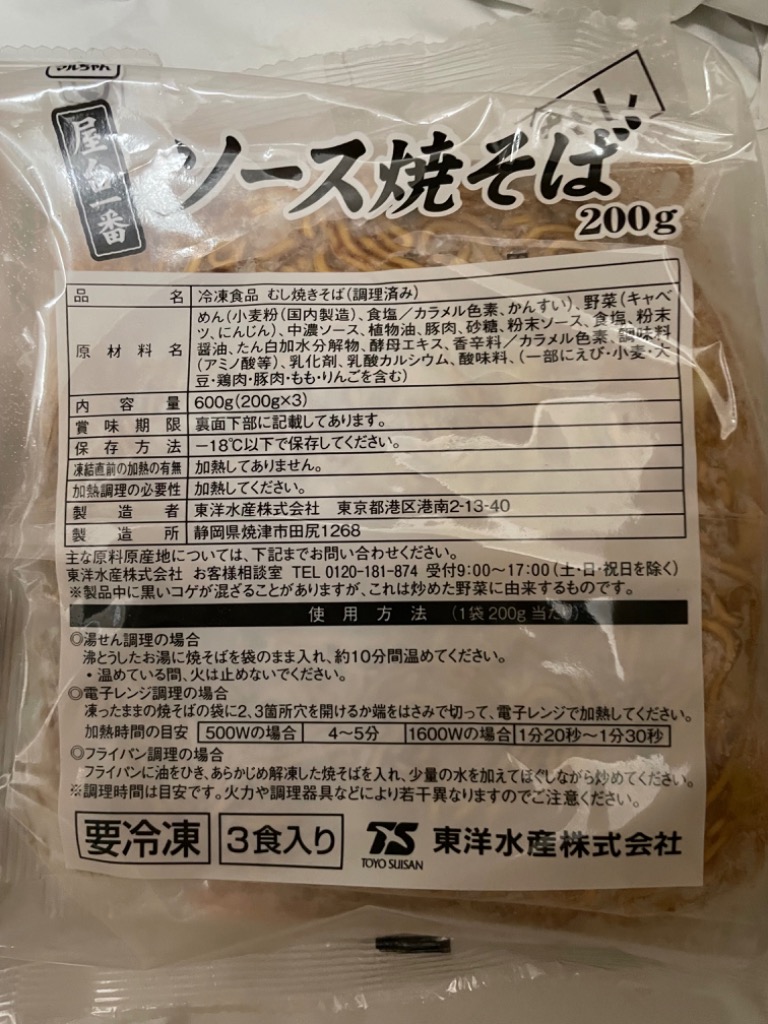 マルちゃん
屋台一番
ソース焼そば
200g
品名 冷凍食品 むし焼きそば(調理済み)
原材料名 めん(小麦粉(国内製造)、食塩/カラメル色素、かんすい)、野菜(キャベ
ツ、にんじん)、中濃ソース、植物油、豚肉、砂糖、粉末ソース、食塩、粉末
醤油、たん白加水分解物、酵母エキス、香辛料/カラメル色素、調味料
(アミノ酸等)、乳化剤、乳酸カルシウム、酸味料、(一部にえび・小麦・大
豆・鶏肉・豚肉・もも・りんごを含む)
内容量 600g(200g×3)
賞味期限 裏面下部に記載してあります。
保存方法 −18℃以下で保存してください。
凍結直前の加熱の有無 加熱してありません。
加熱調理の必要性 加熱してください。
製造者 東洋水産株式会社 東京都港区港南2-13-40
製造所 静岡県焼津市田尻1268
主な原料原産地については、下記までお問い合わせください。
東洋水産株式会社 お客様相談室 TEL 0120-181-874 受付9:00〜17:00(土・日・祝日を除く)
※製品中に黒いコゲが混ざることがありますが、これは炒めた野菜に由来するものです。
使用方法 (1袋200g当たり)
◎湯せん調理の場合
沸とうしたお湯に焼そばを袋のまま入れ、約10分間温めてください。
・温めている間、火は止めないでください。
◎電子レンジ調理の場合
凍ったままの焼そばの袋に2、3箇所穴を開けるか端をはさみで切って、電子レンジで加熱してください。
加熱時間の目安 500Wの場合 4〜5分 1600Wの場合 1分20秒〜1分30秒
◎フライパン調理の場合
フライパンに油をひき、あらかじめ解凍した焼そばを入れ、少量の水を加えてほぐしながら炒めてください。
※調理時間は目安です。火力や調理器具などにより若干異なりますのでご注意ください。
要冷凍 3食入り TS 東洋水産株式会社
TOYO SUISAN